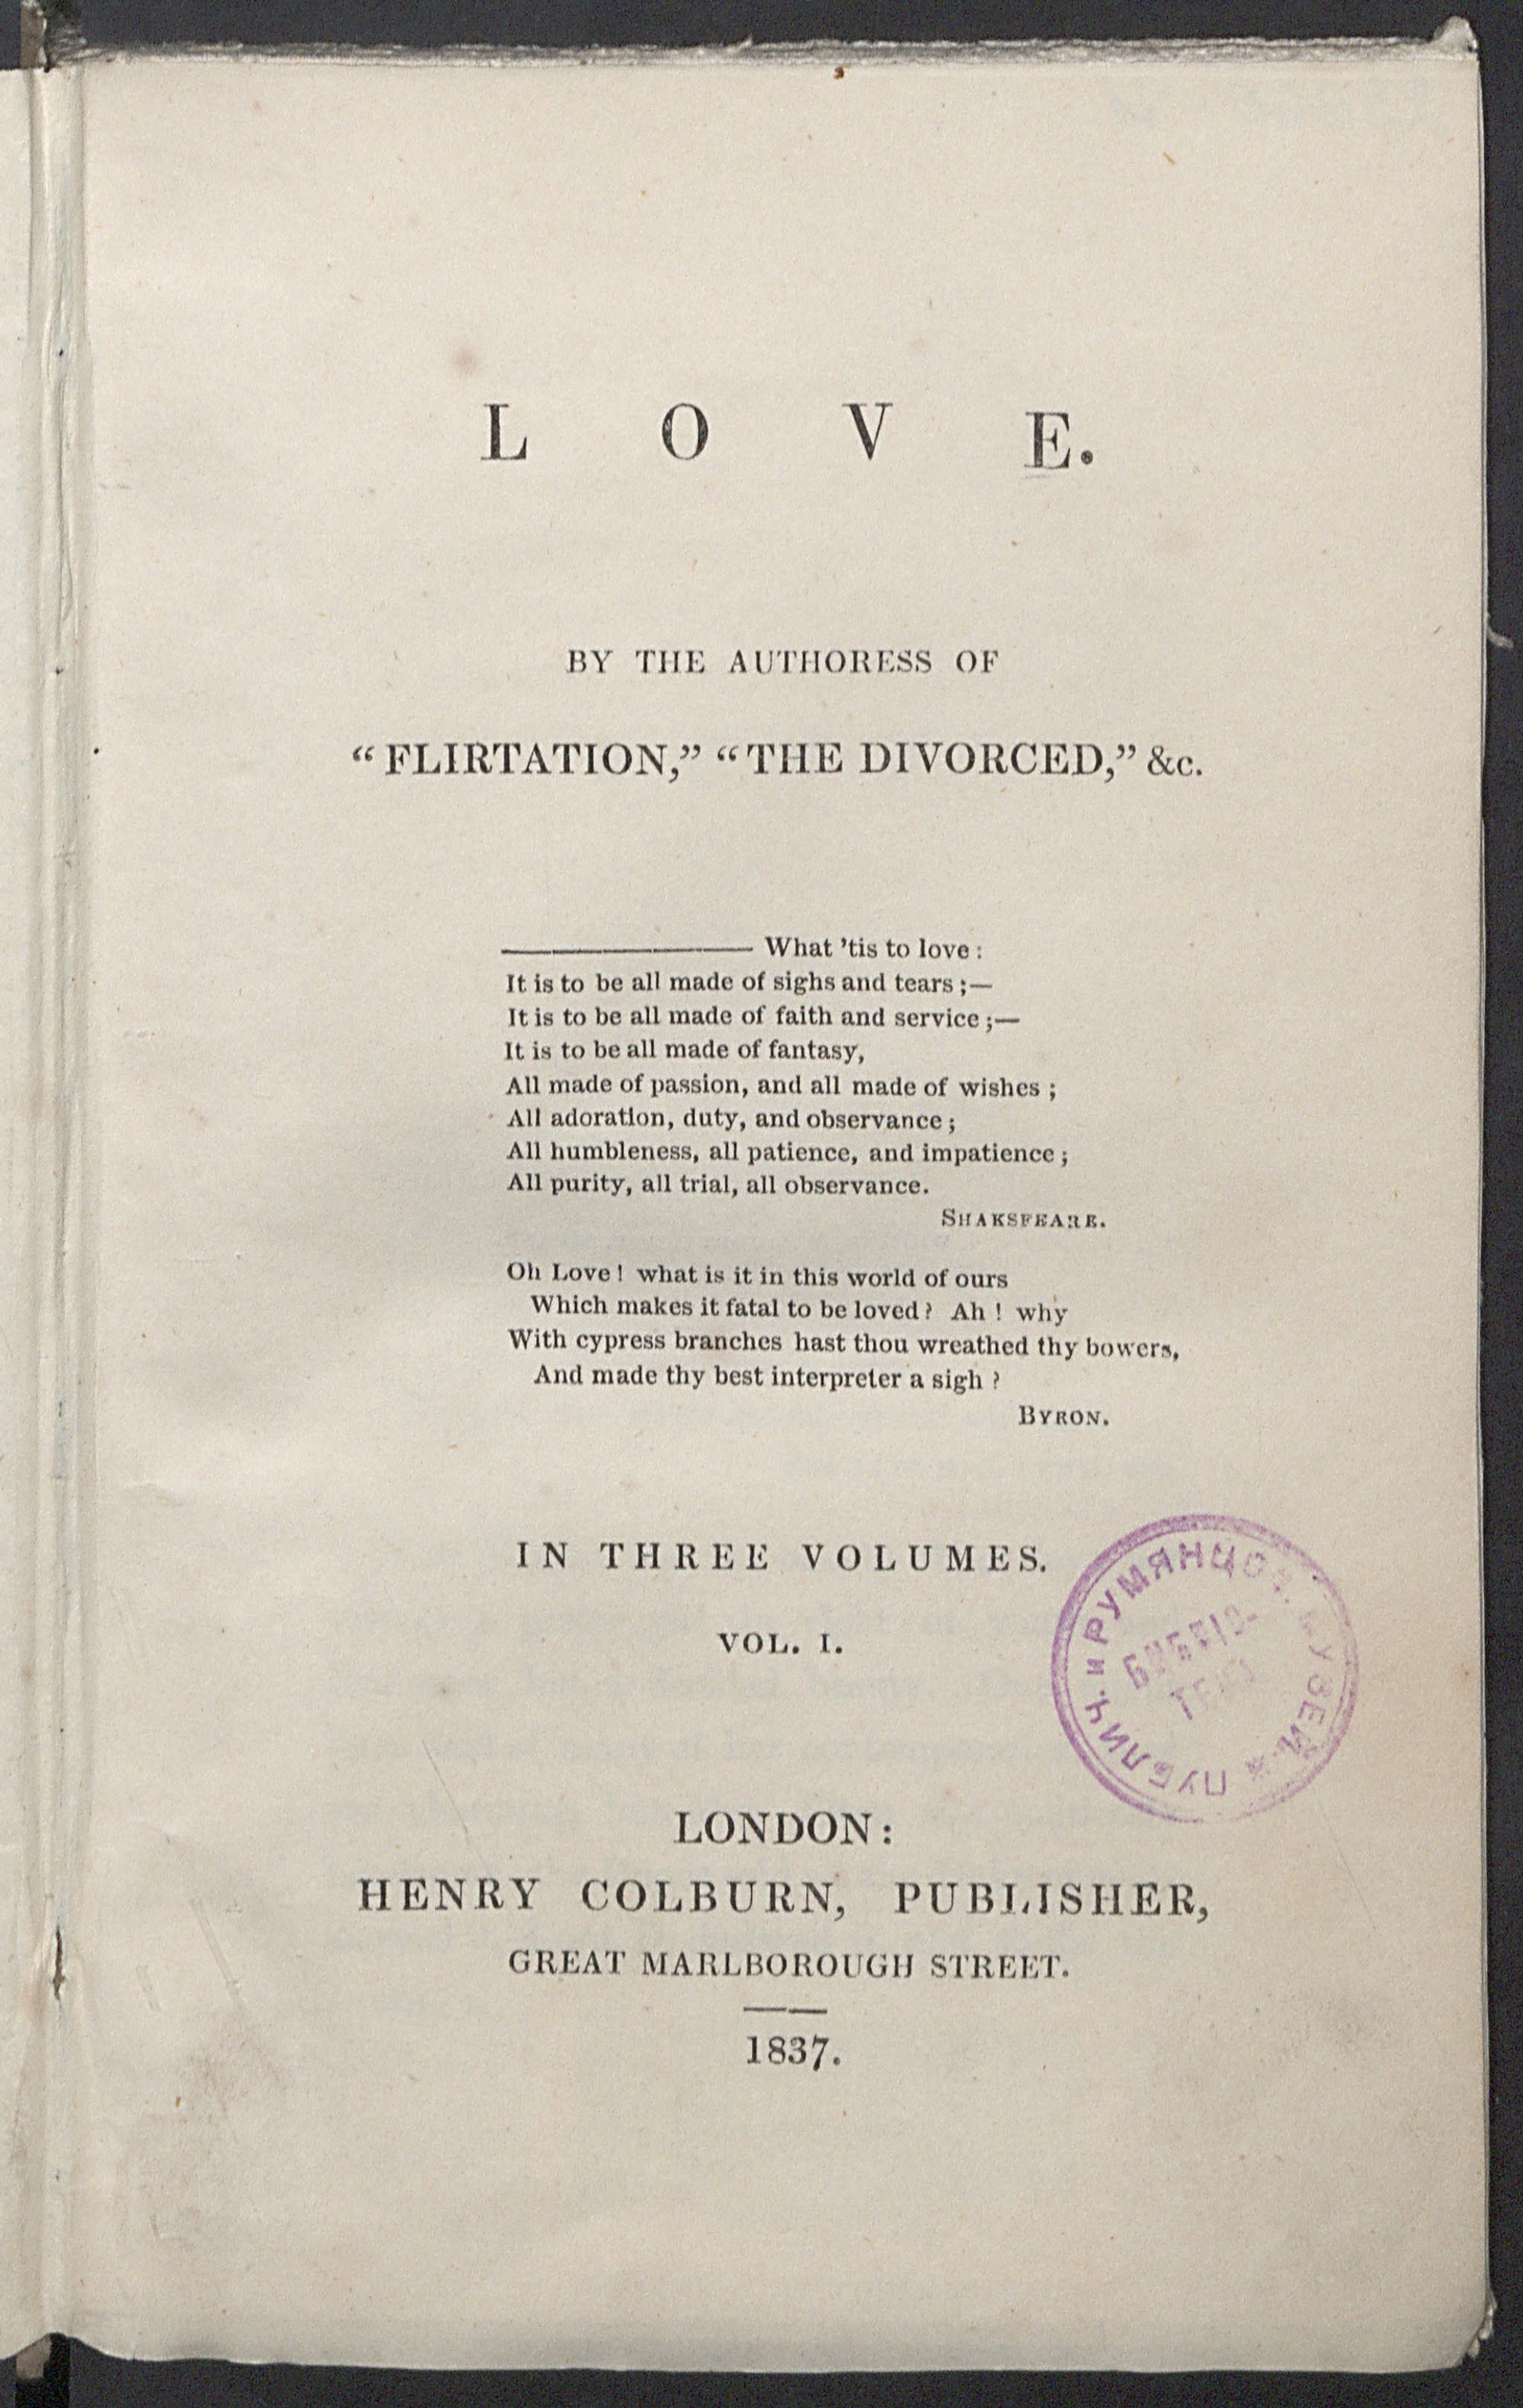 L O V E.
BY THE AUTHORESS OF
“FLIRTATION,” “THE DIVORCED,” &c.
———— What ’tis to love:
It is to be all made of sighs and tears;—
It is to be all made of faith and service;—
It is to be all made of fantasy,
All made of passion, and all made of wishes;
All adoration, duty, and observance;
All humbleness, all patience, and impatience;
All purity, all trial, all observance.
SHAKSPEARE.
Oh Love! what is it in this world of ours
Which makes it fatal to be loved? Ah! why
With cypress branches hast thou wreathed thy bowers,
And made thy best interpreter a sigh?
BYRON.
IN THREE VOLUMES.
VOL. I.
ПУБЛИЧ. и РУМЯНЦОВ. МУЗЕИ
LONDON:
HENRY COLBURN, PUBLISHER,
GREAT MARLBOROUGH STREET.
1837.